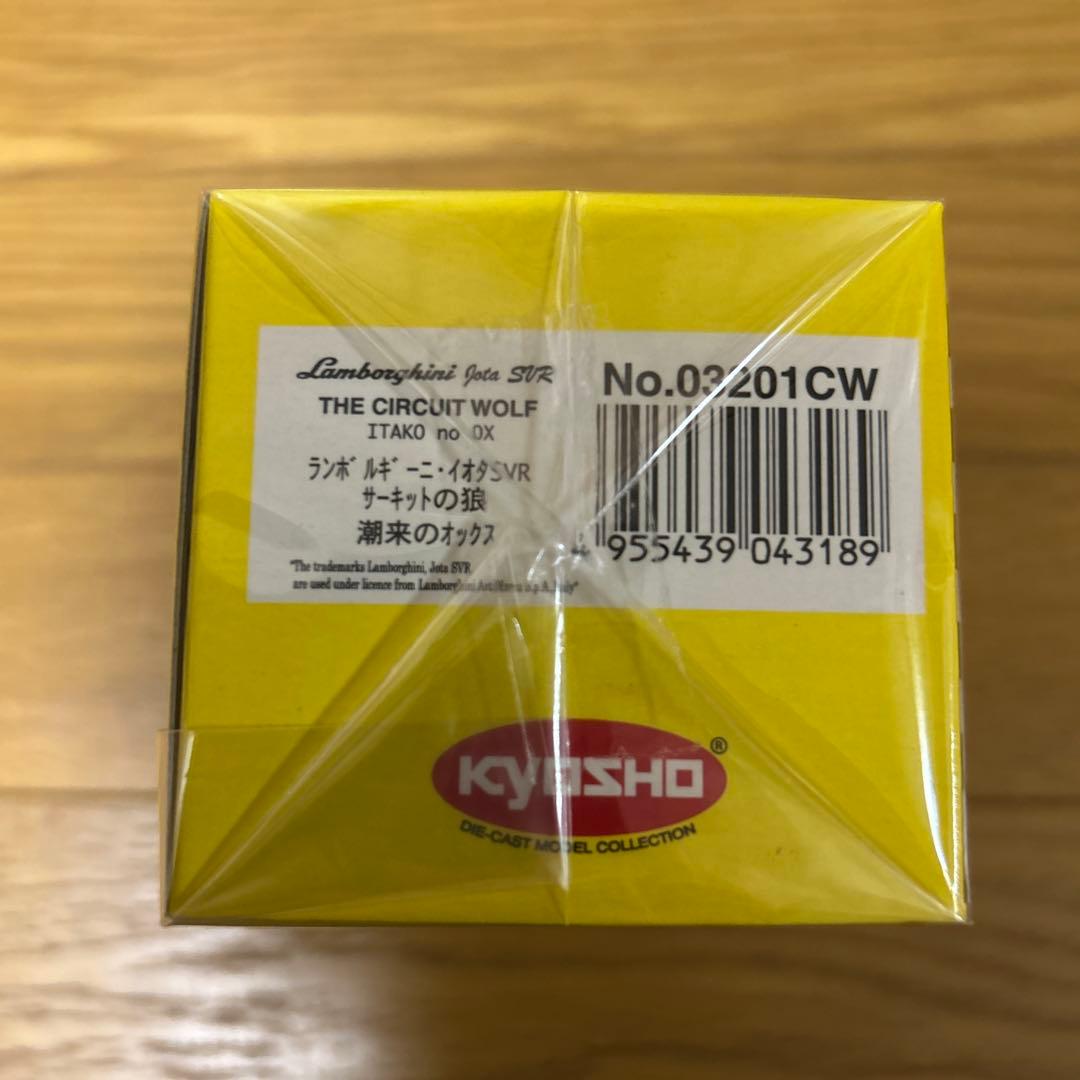 Lamborghini Jota SVR
THE CIRCUIT WOLF
ITAKO no OX
ランボルギーニ・イオタSVR
サーキットの狼
潮来のオックス
"The trademarks Lamborghini, Jota SVR
are used under licence from Lamborghini
No.03201CW
4 955439 043189
KYOSHO®
DIE-CAST MODEL COLLECTION